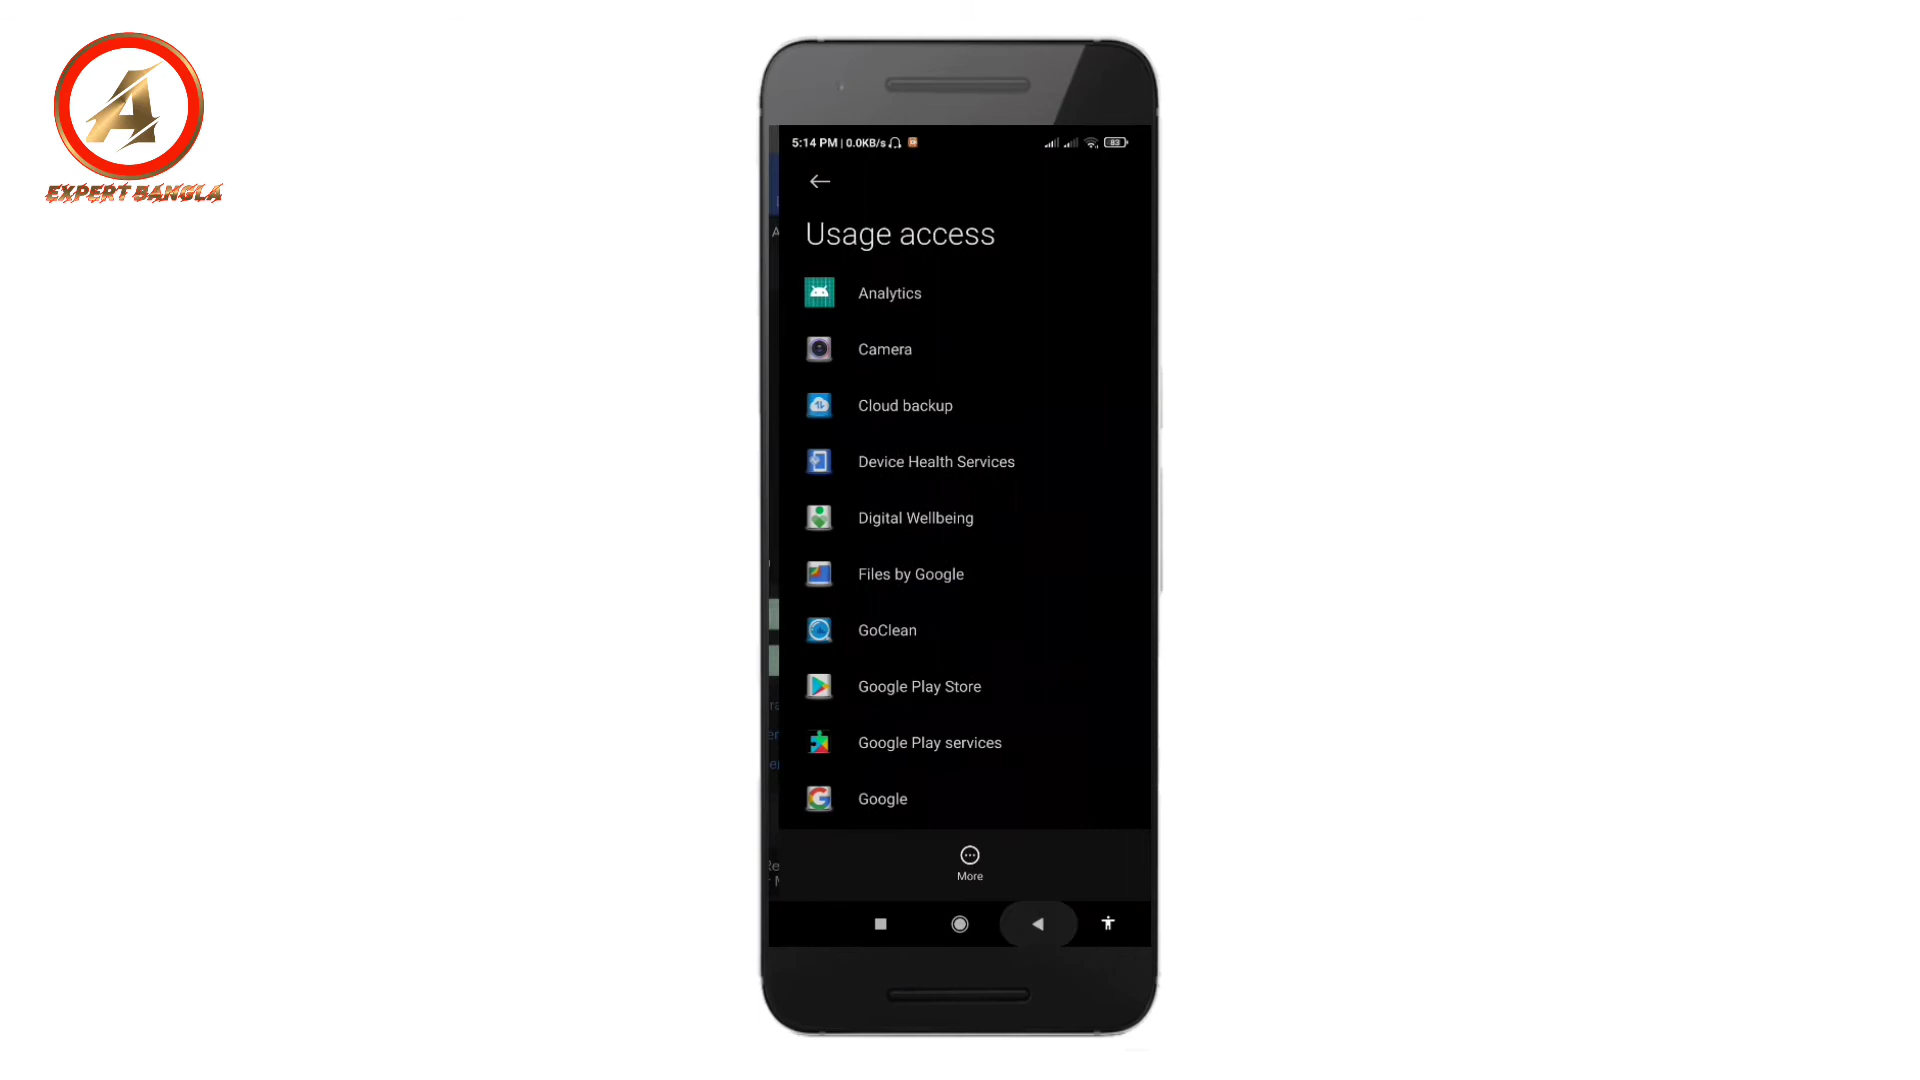 EXPERT BANGLA
5:14 PM | 0.0KB/s
83
Usage access
Analytics
Camera
Cloud backup
Device Health Services
Digital Wellbeing
Files by Google
GoClean
Google Play Store
Google Play services
Google
More